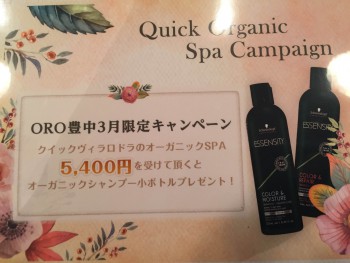 Quick Organic
Spa Campaign
ORO豊中3月限定キャンペーン
クイックヴィラロドラのオーガニックSPA
5,400円を受けて頂くと
オーガニックシャンプー小ボトルプレゼント！
ESSENSITY
COLOR &
MOISTURE
ESSENSITY
COLOR &